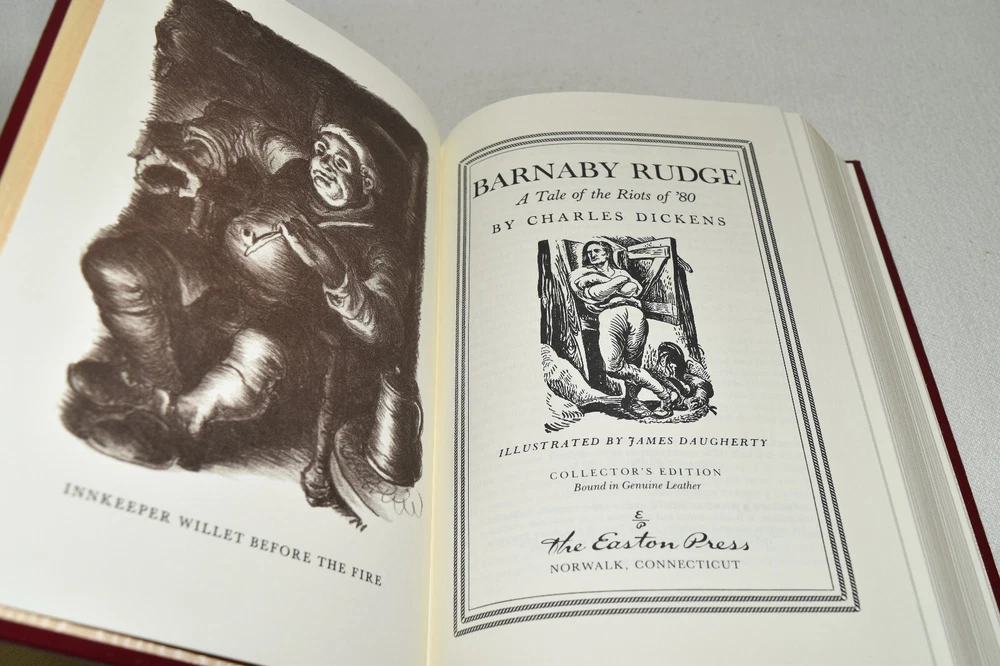 INNKEEPER WILLET BEFORE THE FIRE
BARNABY RUDGE
A Tale of the Riots of '80
BY CHARLES DICKENS
ILLUSTRATED BY JAMES DAUGHERTY
COLLECTOR'S EDITION
Bound in Genuine Leather
E
P
The Easton Press
NORWALK, CONNECTICUT